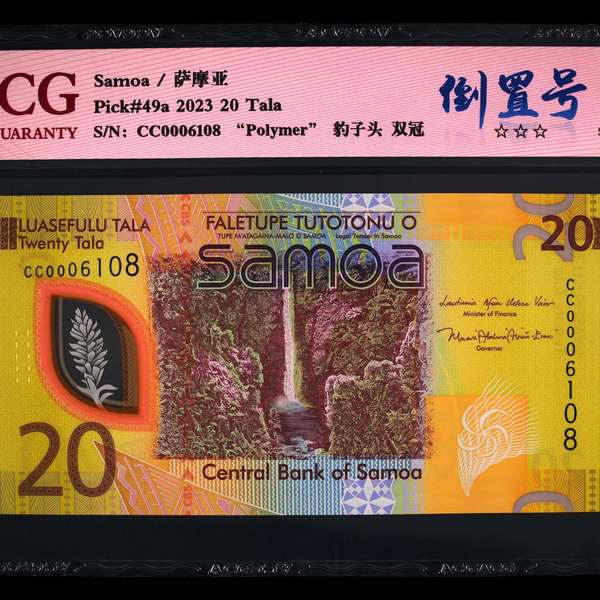 CG
UARANTY
Samoa / 萨摩亚
Pick#49a 2023 20 Tala
S/N: CC0006108 “Polymer” 豹子头 双冠
倒置号
☆☆☆
LUASEFULU TALA
Twenty Tala
CC0006108
FALETUPE TUTOTONU O
TUPE FA'ATAGAINA-MALO O SAMOA Legal Tender In Samoa
samoa
20
20
Minister of Finance
Governor
CC0006108
20
Central Bank of Samoa
CCBS